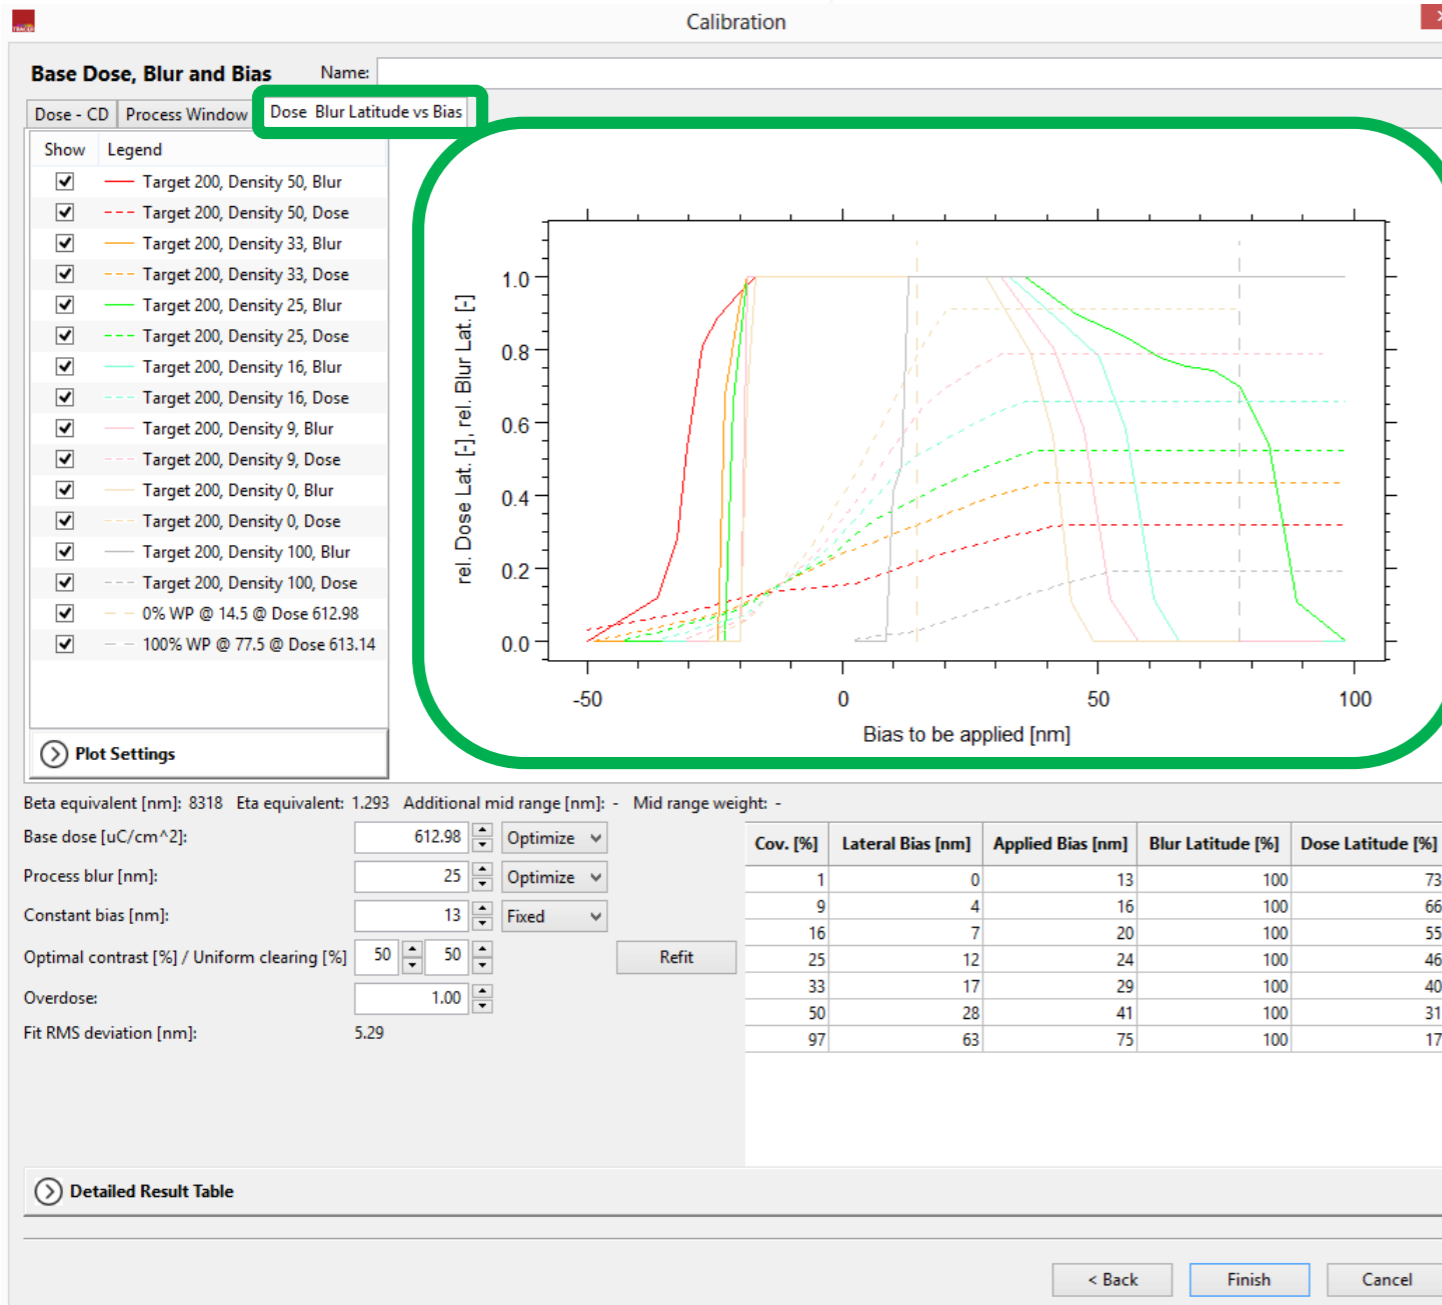 Calibration
Base Dose, Blur and Bias Name:
Dose - CD Process Window Dose Blur Latitude vs Bias
Show Legend
Target 200, Density 50, Blur
Target 200, Density 50, Dose
Target 200, Density 33, Blur
Target 200, Density 33, Dose
Target 200, Density 25, Blur
Target 200, Density 25, Dose
Target 200, Density 16, Blur
Target 200, Density 16, Dose
Target 200, Density 9, Blur
Target 200, Density 9, Dose
Target 200, Density 0, Blur
Target 200, Density 0, Dose
Target 200, Density 100, Blur
Target 200, Density 100, Dose
0% WP @ 14.5 @ Dose 612.98
100% WP @ 77.5 @ Dose 613.14
Plot Settings
rel. Dose Lat. [-], rel. Blur Lat. [-]
1.0
0.8
0.6
0.4
0.2
0.0
-50 0 50 100
Bias to be applied [nm]
Beta equivalent [nm]: 8318 Eta equivalent: 1.293 Additional mid range [nm]: - Mid range weight: -
Base dose [uC/cm^2]: 612.98 Optimize
Process blur [nm]: 25 Optimize
Constant bias [nm]: 13 Fixed
Optimal contrast [%] / Uniform clearing [%] 50 50 Refit
Overdose: 1.00
Fit RMS deviation [nm]: 5.29
Cov. [%] Lateral Bias [nm] Applied Bias [nm] Blur Latitude [%] Dose Latitude [%]
1 0 13 100 73
9 4 16 100 66
16 7 20 100 55
25 12 24 100 46
33 17 29 100 40
50 28 41 100 31
97 63 75 100 17
Detailed Result Table
< Back Finish Cancel